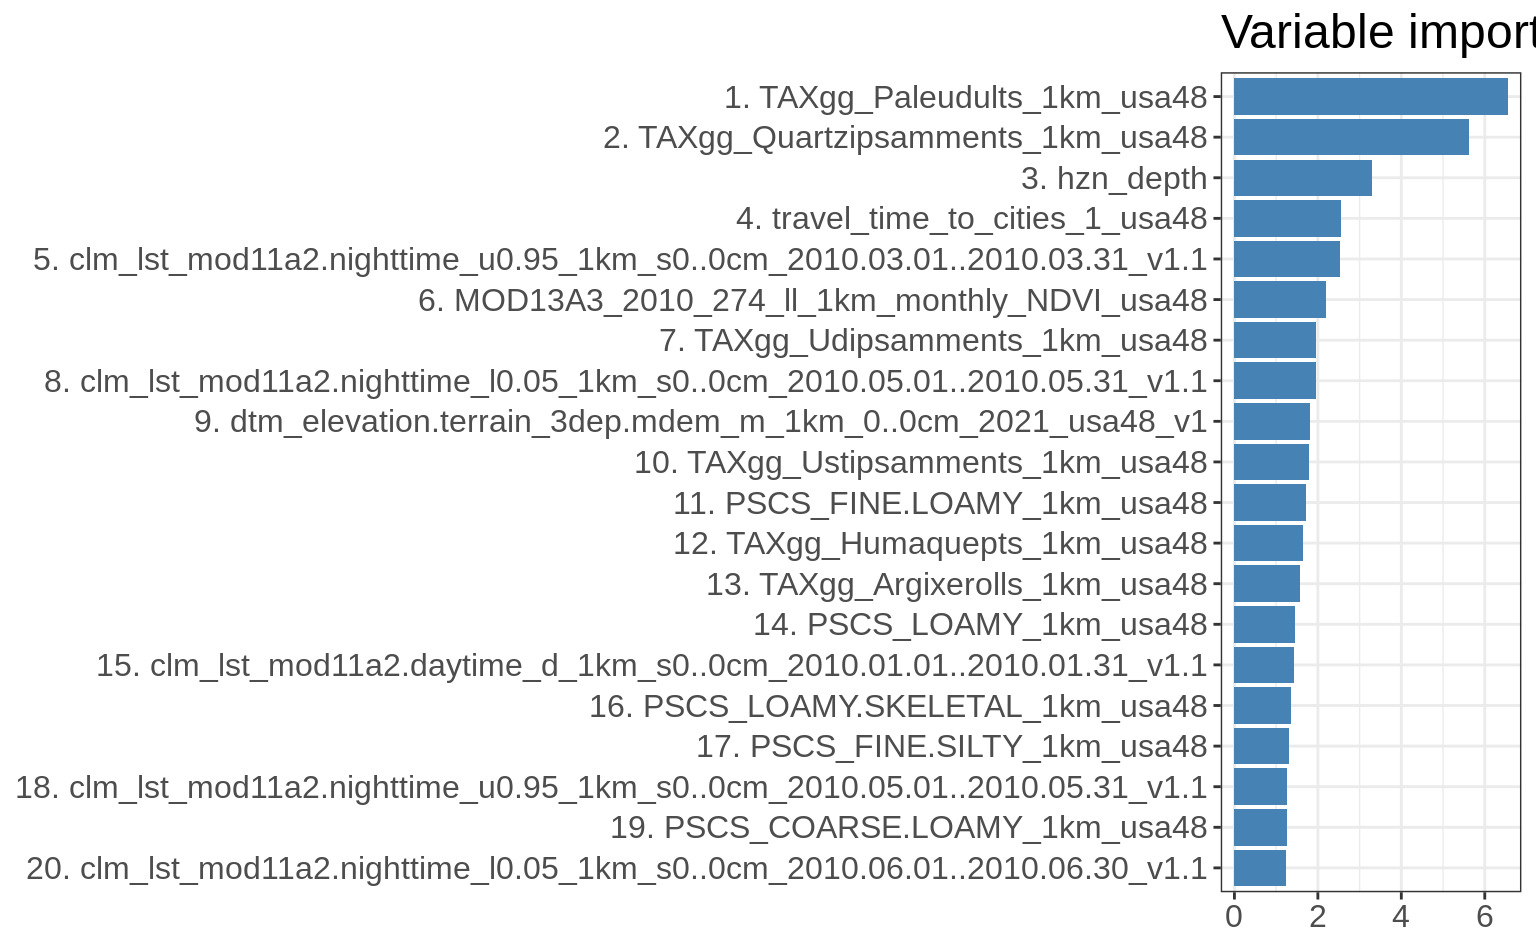 Variable import
1. TAXgg_Paleudults_1km_usa48
2. TAXgg_Quartzipsamments_1km_usa48
3. hzn_depth
4. travel_time_to_cities_1_usa48
5. clm_lst_mod11a2.nighttime_u0.95_1km_s0..0cm_2010.03.01..2010.03.31_v1.1
6. MOD13A3_2010_274_ll_1km_monthly_NDVI_usa48
7. TAXgg_Udipsamments_1km_usa48
8. clm_lst_mod11a2.nighttime_l0.05_1km_s0..0cm_2010.05.01..2010.05.31_v1.1
9. dtm_elevation.terrain_3dep.mdem_m_1km_0..0cm_2021_usa48_v1
10. TAXgg_Ustipsamments_1km_usa48
11. PSCS_FINE.LOAMY_1km_usa48
12. TAXgg_Humaquepts_1km_usa48
13. TAXgg_Argixerolls_1km_usa48
14. PSCS_LOAMY_1km_usa48
15. clm_lst_mod11a2.daytime_d_1km_s0..0cm_2010.01.01..2010.01.31_v1.1
16. PSCS_LOAMY.SKELETAL_1km_usa48
17. PSCS_FINE.SILTY_1km_usa48
18. clm_lst_mod11a2.nighttime_u0.95_1km_s0..0cm_2010.05.01..2010.05.31_v1.1
19. PSCS_COARSE.LOAMY_1km_usa48
20. clm_lst_mod11a2.nighttime_l0.05_1km_s0..0cm_2010.06.01..2010.06.30_v1.1
0 2 4 6